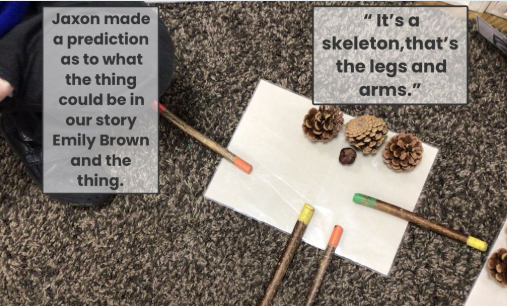 Jaxon made
a prediction
as to what
the thing
could be in
our story
Emily Brown
and the
thing.
“ It’s a
skeleton,that’s
the legs and
arms.”